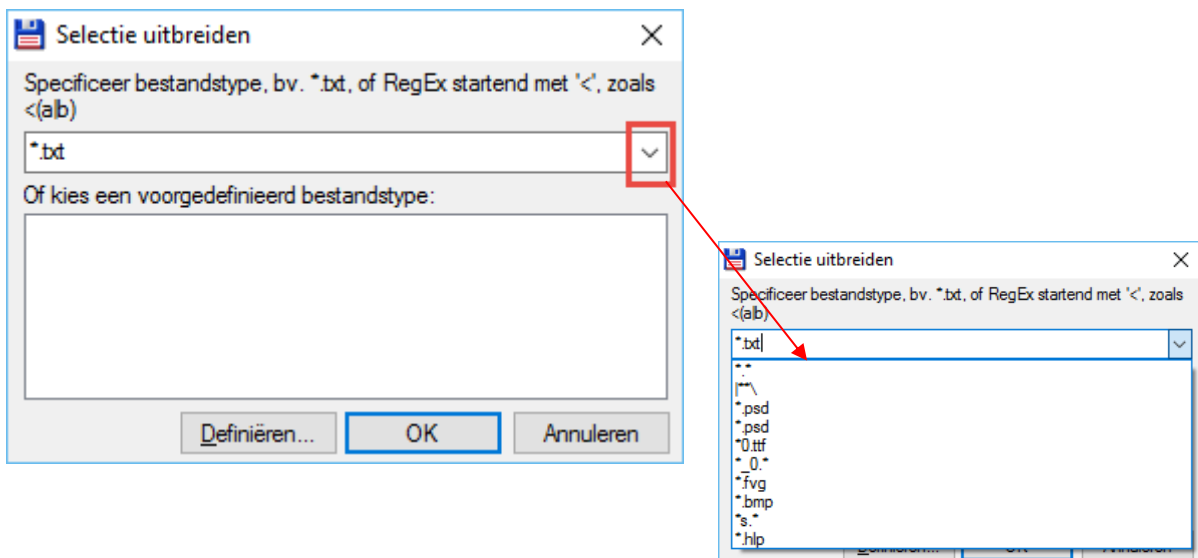 Selectie uitbreiden
Specificeer bestandstype, bv. *.txt, of RegEx startend met '<', zoals
<(a|b)
*.txt
Of kies een voorgedefinieerd bestandstype:
Definiëren...
OK
Annuleren
Selectie uitbreiden
Specificeer bestandstype, bv. *.txt, of RegEx startend met '<', zoals
<(a|b)
*.txt
*.*
|**\
*.psd
*.psd
*0.ttf
*_0.*
*.fvg
*.bmp
*s.*
*.hlp